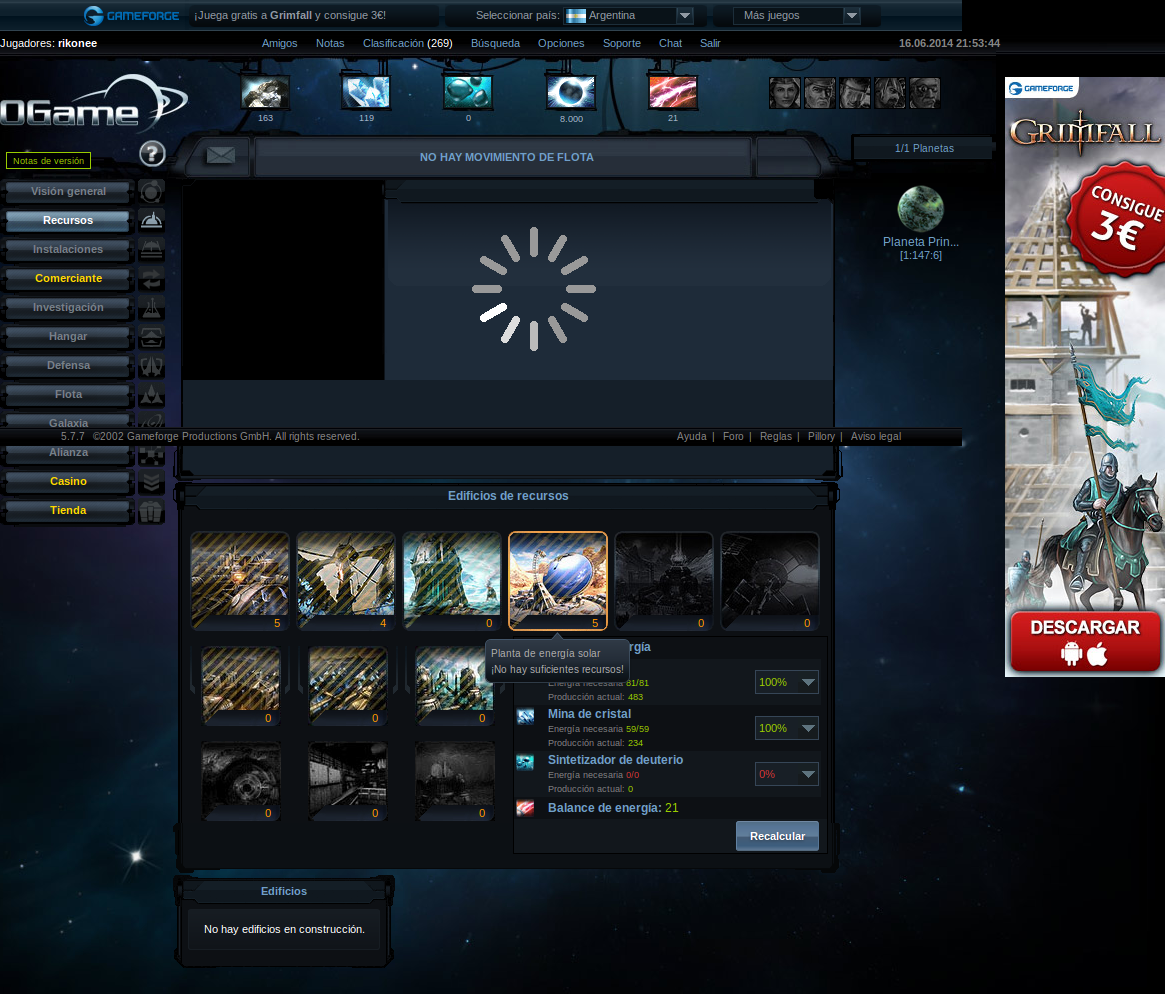 GAMEFORGE
¡Juega gratis a Grimfall y consigue 3€!
Seleccionar país:
Argentina
Más juegos
Jugadores: rikonee
Amigos
Notas
Clasificación (269)
Búsqueda
Opciones
Soporte
Chat
Salir
16.06.2014 21:53:44
OGame
163
119
0
8.000
21
Notas de versión
?
NO HAY MOVIMIENTO DE FLOTA
1/1 Planetas
Planeta Prin...
[1:147:6]
Visión general
Recursos
Instalaciones
Comerciante
Investigación
Hangar
Defensa
Flota
Galaxia
5.7.7 ©2002 Gameforge Productions GmbH. All rights reserved.
Ayuda | Foro | Reglas | Pillory | Aviso legal
Alianza
Casino
Tienda
Edificios de recursos
5
4
0
5
0
0
Planta de energía solar
¡No hay suficientes recursos!
rgía
Energía necesaria 81/81
Producción actual: 483
100%
Mina de cristal
Energía necesaria 59/59
Producción actual: 234
100%
Sintetizador de deuterio
Energía necesaria 0/0
Producción actual: 0
0%
Balance de energía: 21
Recalcular
0
0
0
0
0
0
Edificios
No hay edificios en construcción.
GAMEFORGE
GRIMFALL
CONSIGUE
3€
DESCARGAR